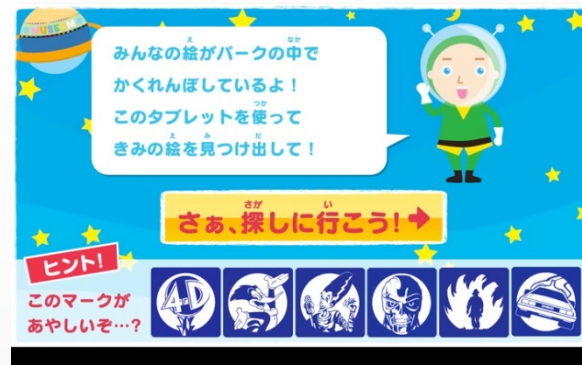 MUSEUM
みんなの絵がパークの中で
かくれんぼしているよ！
このタブレットを使って
きみの絵を見つけ出して！
さぁ、探しに行こう！
ヒント！
このマークが
あやしいぞ…？
4-D